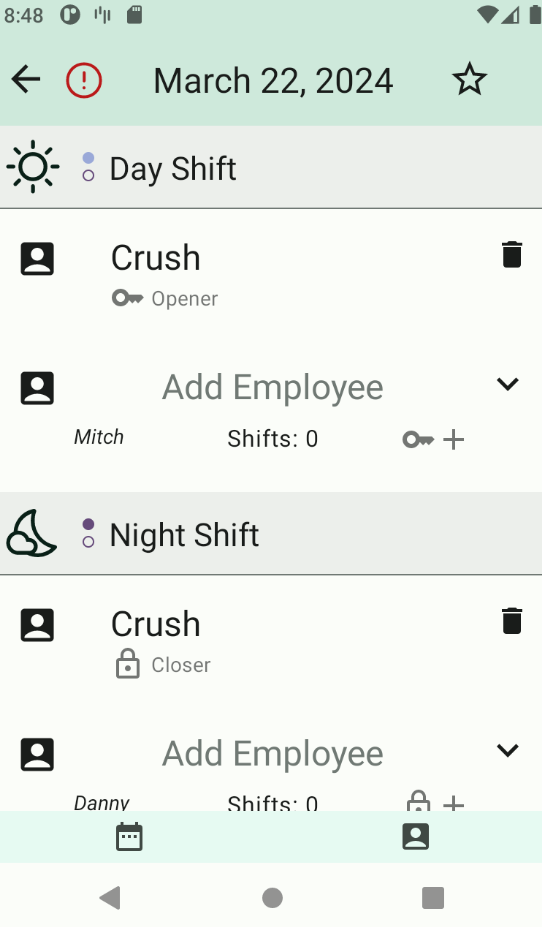 8:48
March 22, 2024
Day Shift
Crush
Opener
Add Employee
Mitch Shifts: 0
Night Shift
Crush
Closer
Add Employee
Danny Shifts: 0